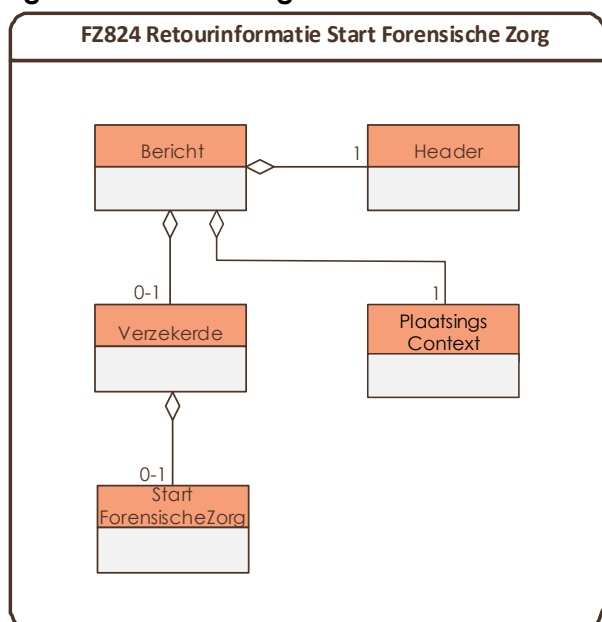 FZ824 Retourinformatie Start Forensische Zorg
Bericht
1
Header
0-1
1
Verzekerde
Plaatsings
Context
0-1
Start
ForensischeZorg